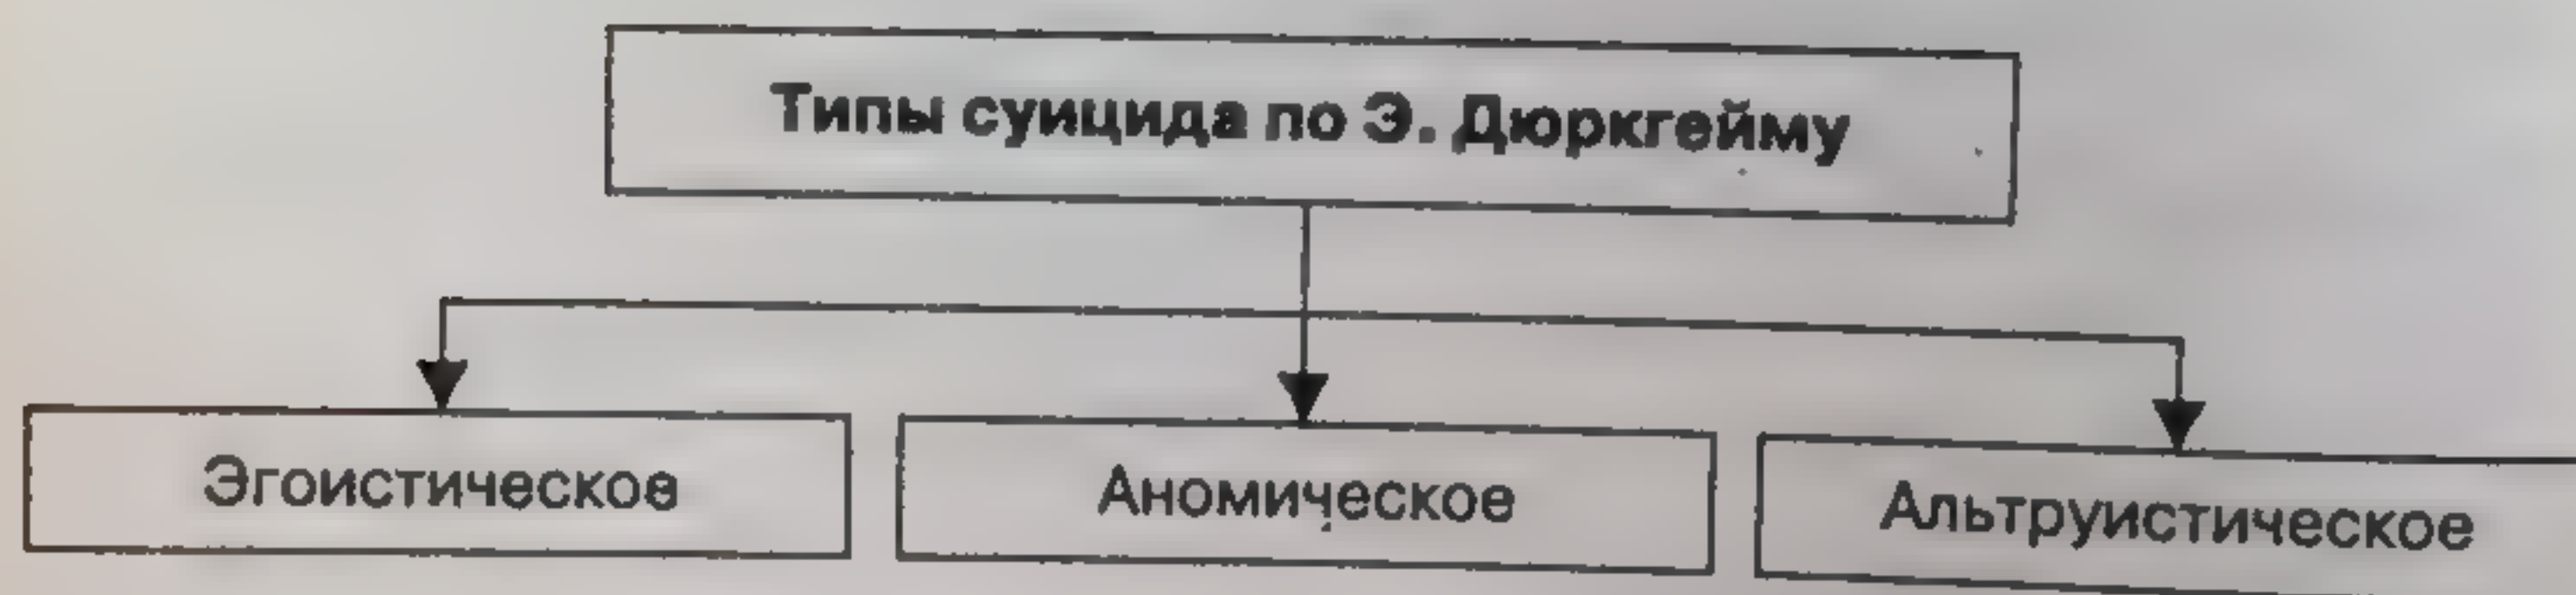 Типы суицида по Э. Дюркгейму
Эгоистическое
Аномическое
Альтруистическое